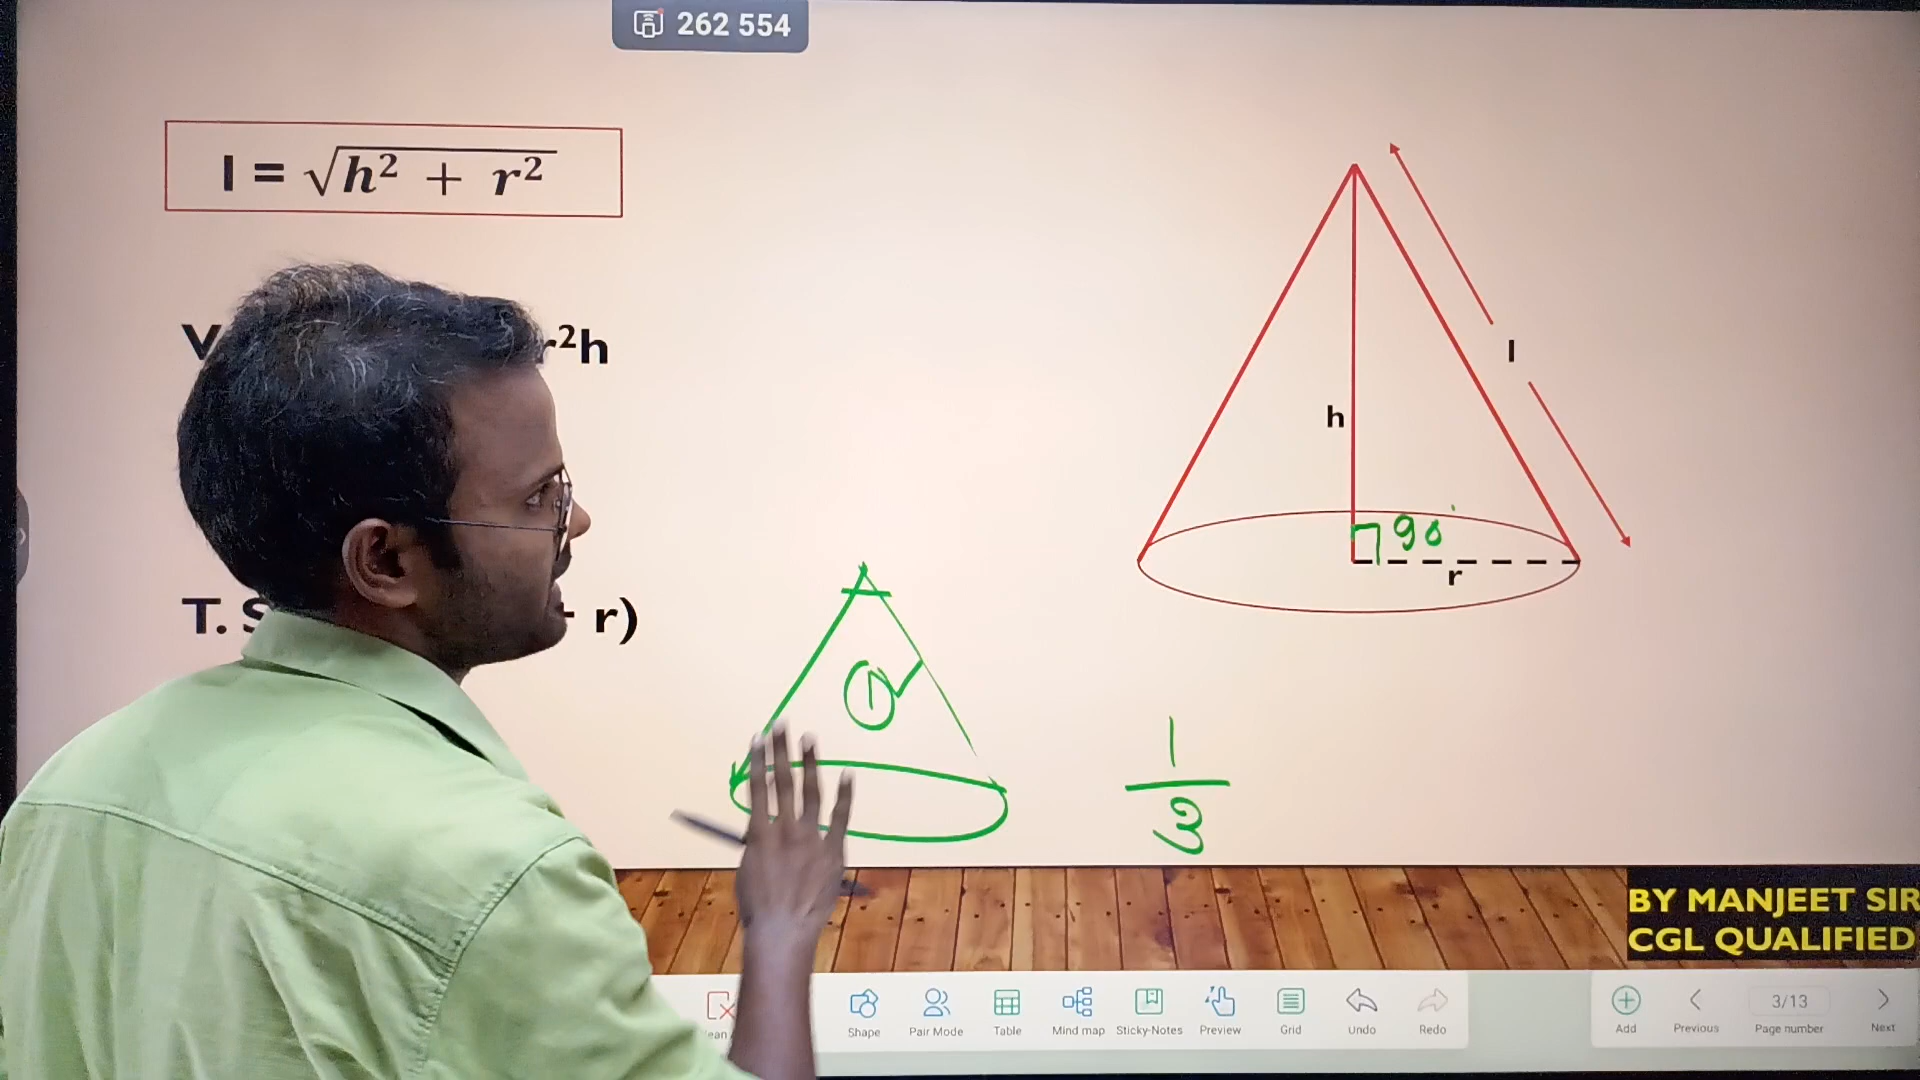 262 554
l = √h² + r²
V r²h
T. S r)
l
h
90°
r
1
1
3
BY MANJEET SIR
CGL QUALIFIED
Shape Pair Mode Table Mind map Sticky-Notes Preview Grid Undo Redo Add Previous 3/13 Page number Next